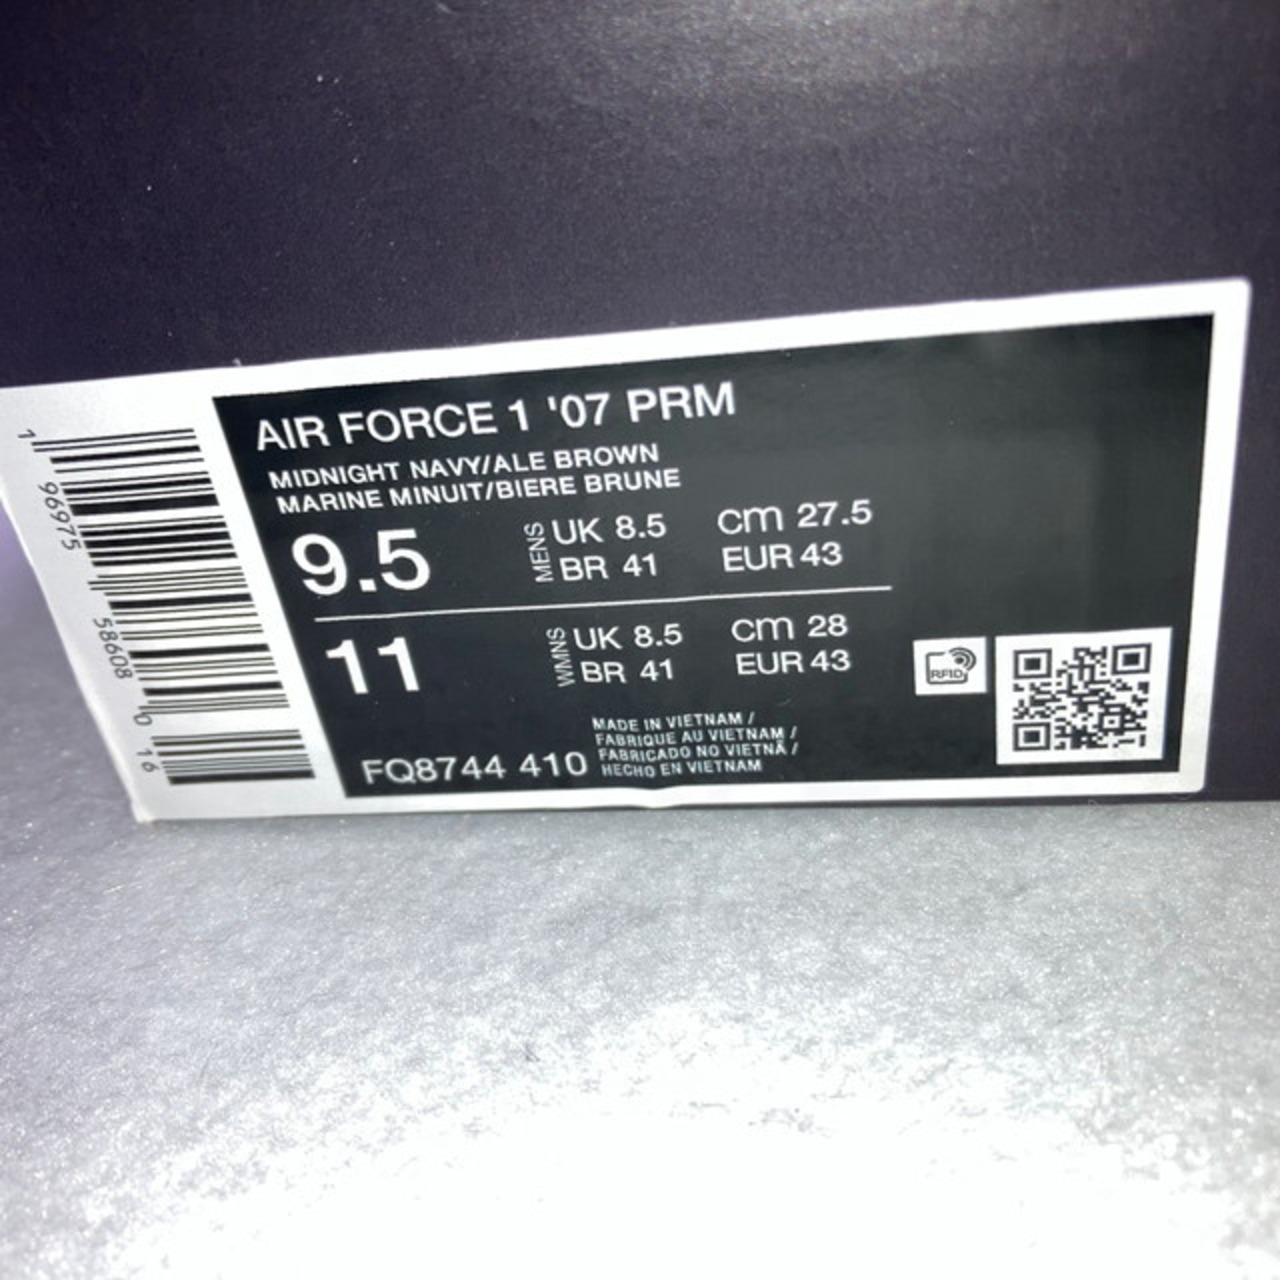 AIR FORCE 1 '07 PRM
MIDNIGHT NAVY/ALE BROWN
MARINE MINUIT/BIERE BRUNE
9.5 MENS UK 8.5 cm 27.5
BR 41 EUR 43
11 WMNS UK 8.5 cm 28
BR 41 EUR 43
RFID
MADE IN VIETNAM /
FABRIQUE AU VIETNAM /
FABRICADO NO VIETNÃ /
HECHO EN VIETNAM
FQ8744 410
1 96975 58608 0 16